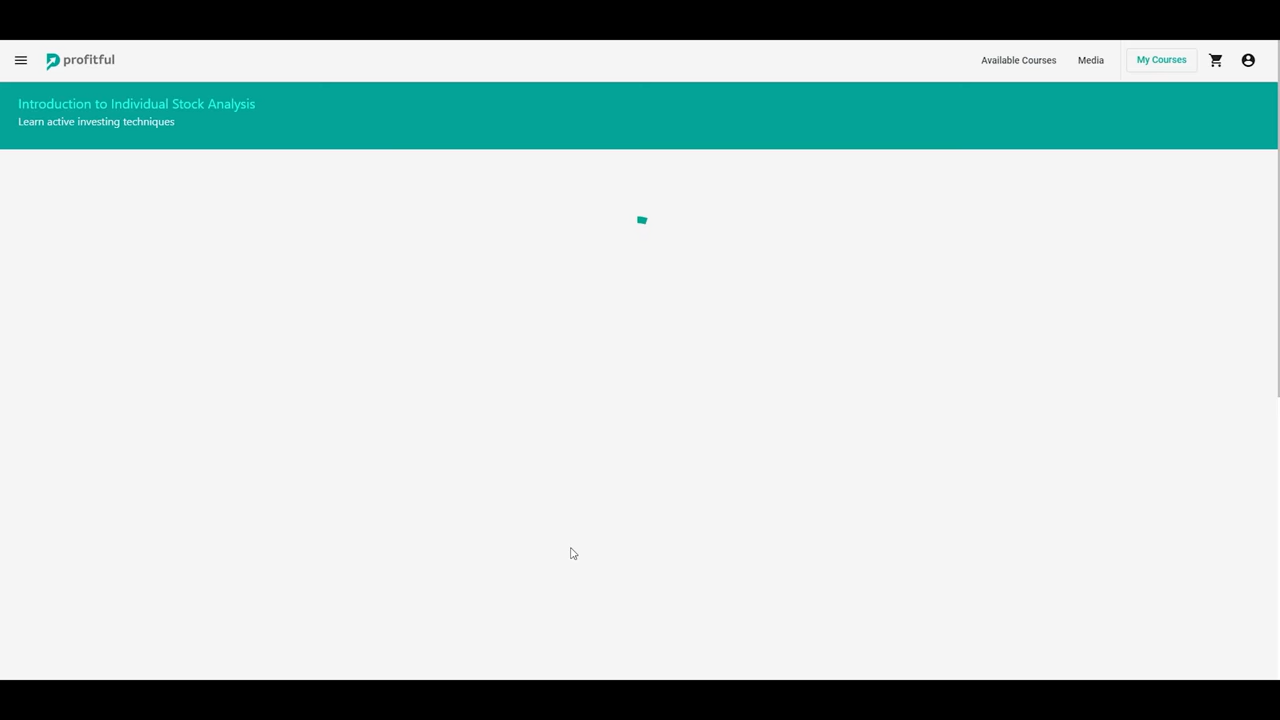 profitful
Available Courses
Media
My Courses
Introduction to Individual Stock Analysis
Learn active investing techniques